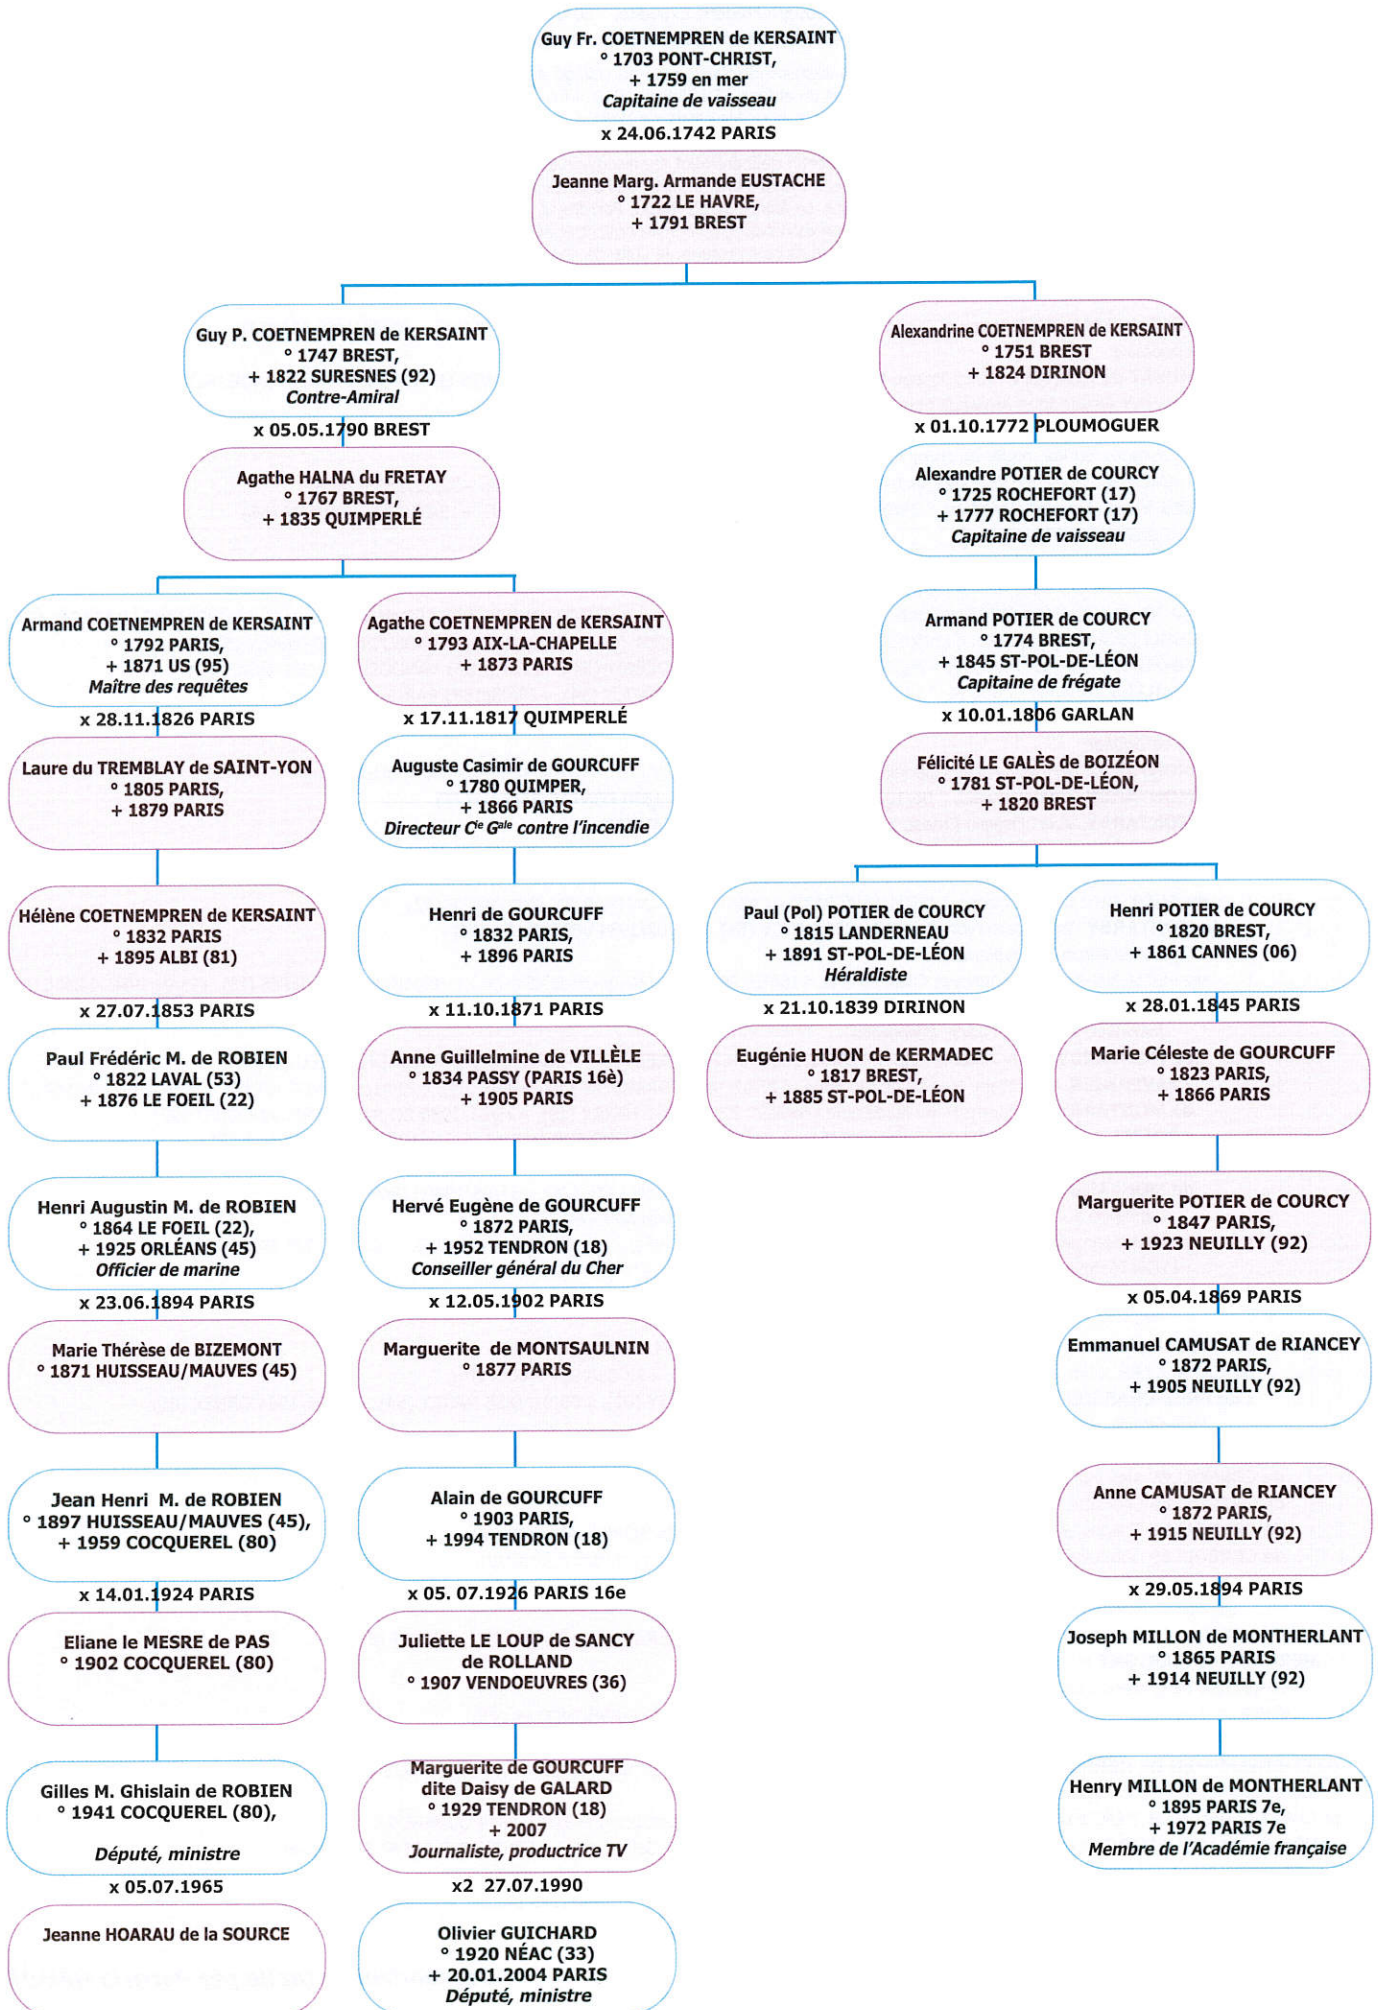 Guy Fr. COETNEMPREN de KERSAINT
° 1703 PONT-CHRIST,
+ 1759 en mer
Capitaine de vaisseau
x 24.06.1742 PARIS
Jeanne Marg. Armande EUSTACHE
° 1722 LE HAVRE,
+ 1791 BREST
Guy P. COETNEMPREN de KERSAINT
° 1747 BREST,
+ 1822 SURESNES (92)
Contre-Amiral
x 05.05.1790 BREST
Agathe HALNA du FRETAY
° 1767 BREST,
+ 1835 QUIMPERLÉ
Alexandrine COETNEMPREN de KERSAINT
° 1751 BREST
+ 1824 DIRINON
x 01.10.1772 PLOUMOGUER
Alexandre POTIER de COURCY
° 1725 ROCHEFORT (17)
+ 1777 ROCHEFORT (17)
Capitaine de vaisseau
Armand COETNEMPREN de KERSAINT
° 1792 PARIS,
+ 1871 US (95)
Maître des requêtes
x 28.11.1826 PARIS
Laure du TREMBLAY de SAINT-YON
° 1805 PARIS,
+ 1879 PARIS
Agathe COETNEMPREN de KERSAINT
° 1793 AIX-LA-CHAPELLE
+ 1873 PARIS
x 17.11.1817 QUIMPERLÉ
Auguste Casimir de GOURCUFF
° 1780 QUIMPER,
+ 1866 PARIS
Directeur Cie Gale contre l'incendie
Armand POTIER de COURCY
° 1774 BREST,
+ 1845 ST-POL-DE-LÉON
Capitaine de frégate
x 10.01.1806 GARLAN
Félicité LE GALÈS de BOIZÉON
° 1781 ST-POL-DE-LÉON,
+ 1820 BREST
Hélène COETNEMPREN de KERSAINT
° 1832 PARIS
+ 1895 ALBI (81)
x 27.07.1853 PARIS
Paul Frédéric M. de ROBIEN
° 1822 LAVAL (53)
+ 1876 LE FOEIL (22)
Henri de GOURCUFF
° 1832 PARIS,
+ 1896 PARIS
x 11.10.1871 PARIS
Anne Guillelmine de VILLÈLE
° 1834 PASSY (PARIS 16è)
+ 1905 PARIS
Paul (Pol) POTIER de COURCY
° 1815 LANDERNEAU
+ 1891 ST-POL-DE-LÉON
Héraldiste
x 21.10.1839 DIRINON
Eugénie HUON de KERMADEC
° 1817 BREST,
+ 1885 ST-POL-DE-LÉON
Henri POTIER de COURCY
° 1820 BREST,
+ 1861 CANNES (06)
x 28.01.1845 PARIS
Marie Céleste de GOURCUFF
° 1823 PARIS,
+ 1866 PARIS
Henri Augustin M. de ROBIEN
° 1864 LE FOEIL (22),
+ 1925 ORLÉANS (45)
Officier de marine
x 23.06.1894 PARIS
Marie Thérèse de BIZEMONT
° 1871 HUISSEAU/MAUVES (45)
Hervé Eugène de GOURCUFF
° 1872 PARIS,
+ 1952 TENDRON (18)
Conseiller général du Cher
x 12.05.1902 PARIS
Marguerite de MONTSAULNIN
° 1877 PARIS
Marguerite POTIER de COURCY
° 1847 PARIS,
+ 1923 NEUILLY (92)
x 05.04.1869 PARIS
Emmanuel CAMUSAT de RIANCEY
° 1872 PARIS,
+ 1905 NEUILLY (92)
Jean Henri M. de ROBIEN
° 1897 HUISSEAU/MAUVES (45),
+ 1959 COCQUEREL (80)
x 14.01.1924 PARIS
Eliane le MESRE de PAS
° 1902 COCQUEREL (80)
Alain de GOURCUFF
° 1903 PARIS,
+ 1994 TENDRON (18)
x 05. 07.1926 PARIS 16e
Juliette LE LOUP de SANCY
de ROLLAND
° 1907 VENDOEUVRES (36)
Anne CAMUSAT de RIANCEY
° 1872 PARIS,
+ 1915 NEUILLY (92)
x 29.05.1894 PARIS
Joseph MILLON de MONTHERLANT
° 1865 PARIS
+ 1914 NEUILLY (92)
Gilles M. Ghislain de ROBIEN
° 1941 COCQUEREL (80),
Député, ministre
x 05.07.1965
Jeanne HOARAU de la SOURCE
Marguerite de GOURCUFF
dite Daisy de GALARD
° 1929 TENDRON (18)
+ 2007
Journaliste, productrice TV
x2 27.07.1990
Olivier GUICHARD
° 1920 NÉAC (33)
+ 20.01.2004 PARIS
Député, ministre
Henry MILLON de MONTHERLANT
° 1895 PARIS 7e,
+ 1972 PARIS 7e
Membre de l'Académie française